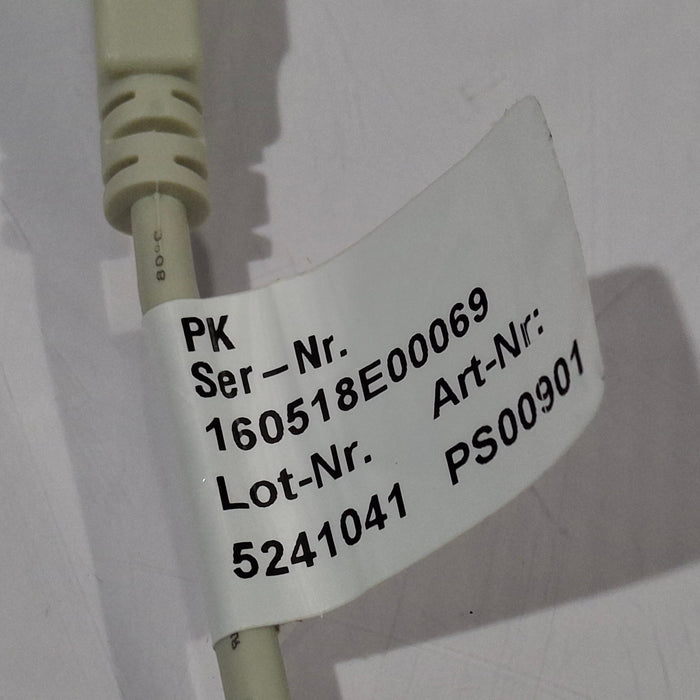 80°C
PK
Ser-Nr.
160518E00069
Lot-Nr. Art-Nr:
5241041 PS00901